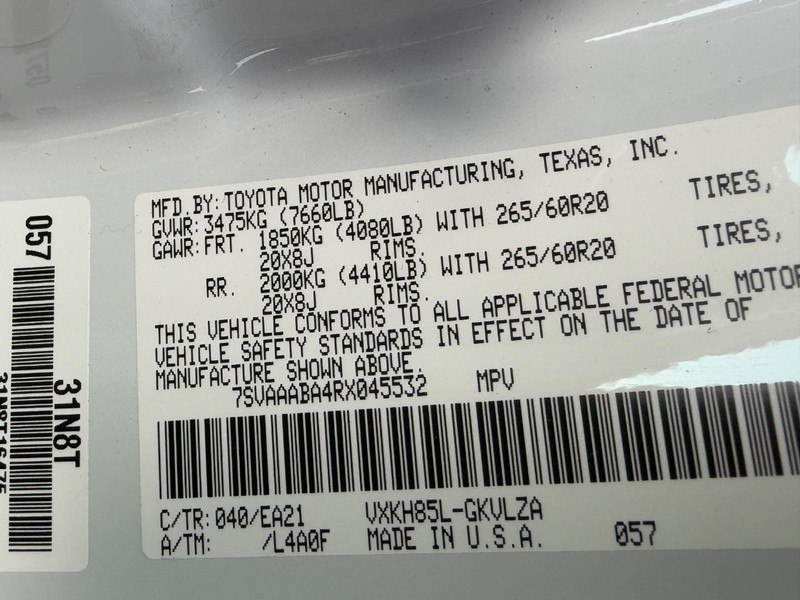 MFD.BY: TOYOTA MOTOR MANUFACTURING, TEXAS, INC.
GVWR: 3475KG (7660LB)
GAWR: FRT. 1850KG (4080LB) WITH 265/60R20 TIRES,
20X8J RIMS.
RR. 2000KG (4410LB) WITH 265/60R20 TIRES,
20X8J RIMS.
THIS VEHICLE CONFORMS TO ALL APPLICABLE FEDERAL MOTOR
VEHICLE SAFETY STANDARDS IN EFFECT ON THE DATE OF
MANUFACTURE SHOWN ABOVE.
7SVAAABA4RX045532 MPV
C/TR: 040/EA21 VXKH85L-GKVLZA
A/TM: /L4A0F MADE IN U.S.A. 057
057
31N8T